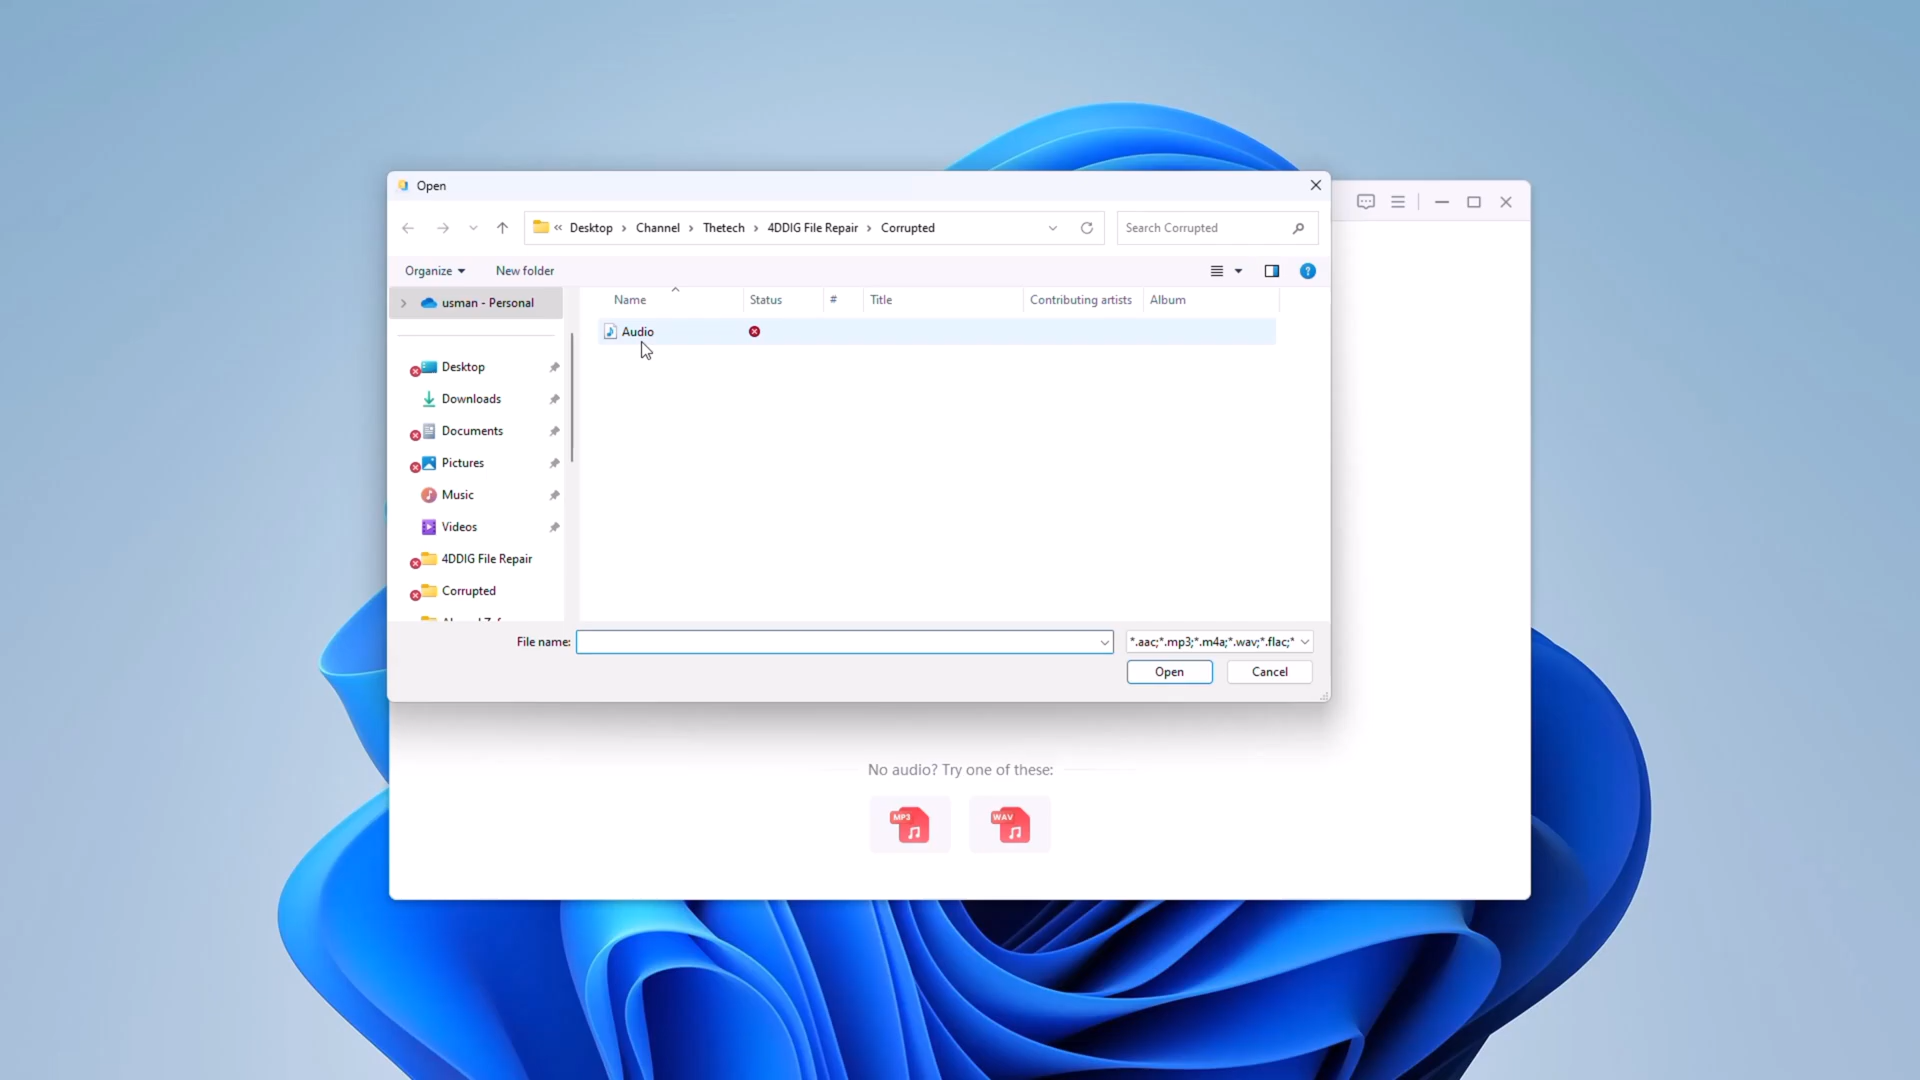 Open
« Desktop › Channel › Thetech › 4DDIG File Repair › Corrupted
Search Corrupted
Organize
New folder
usman - Personal
Name
Status
#
Title
Contributing artists
Album
Audio
Desktop
Downloads
Documents
Pictures
Music
Videos
4DDIG File Repair
Corrupted
File name:
*.aac;*.mp3;*.m4a;*.wav;*.flac;*
Open
Cancel
No audio? Try one of these:
MP3
WAV